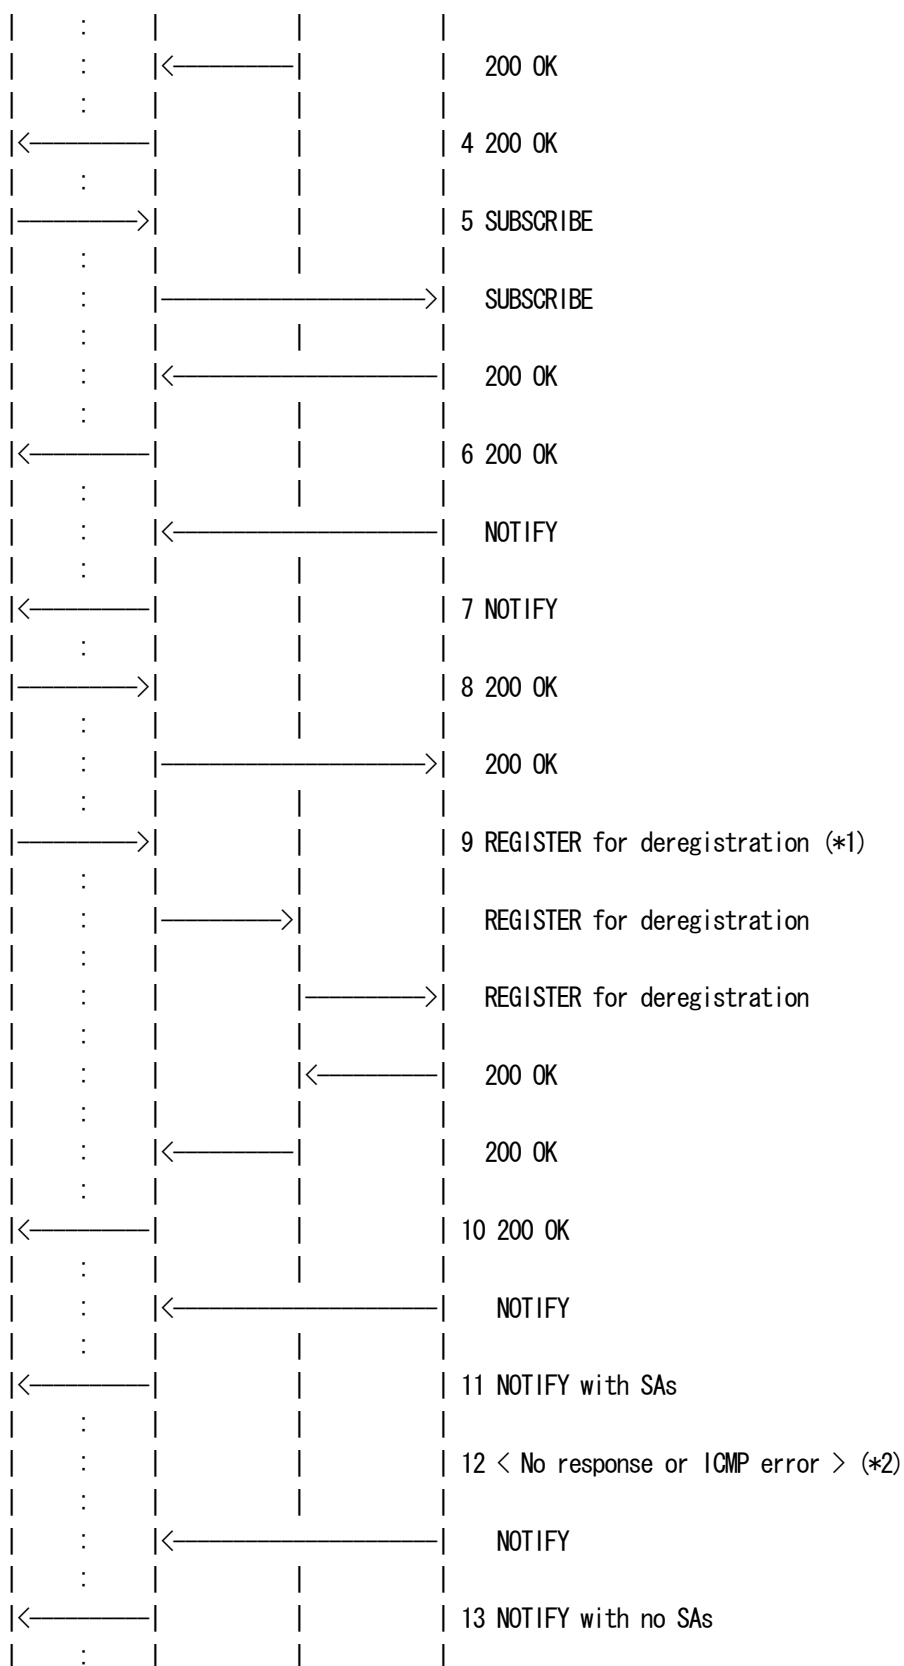 |     :     |           |           |
|     :     |<----------|           |   200 OK
|     :     |           |           |
|<----------|           |           | 4 200 OK
|     :     |           |           |
|---------->|           |           | 5 SUBSCRIBE
|     :     |           |           |
|     :     |---------------------->|   SUBSCRIBE
|     :     |           |           |
|     :     |<----------------------|   200 OK
|     :     |           |           |
|<----------|           |           | 6 200 OK
|     :     |           |           |
|     :     |<----------------------|   NOTIFY
|     :     |           |           |
|<----------|           |           | 7 NOTIFY
|     :     |           |           |
|---------->|           |           | 8 200 OK
|     :     |           |           |
|     :     |---------------------->|   200 OK
|     :     |           |           |
|---------->|           |           | 9 REGISTER for deregistration (*1)
|     :     |           |           |
|     :     |---------->|           |   REGISTER for deregistration
|     :     |           |           |
|     :     |           |---------->|   REGISTER for deregistration
|     :     |           |           |
|     :     |           |<----------|   200 OK
|     :     |           |           |
|     :     |<----------|           |   200 OK
|     :     |           |           |
|<----------|           |           | 10 200 OK
|     :     |           |           |
|     :     |<----------------------|    NOTIFY
|     :     |           |           |
|<----------|           |           | 11 NOTIFY with SAs
|     :     |           |           |
|     :     |           |           | 12 < No response or ICMP error > (*2)
|     :     |           |           |
|     :     |<----------------------|    NOTIFY
|     :     |           |           |
|<----------|           |           | 13 NOTIFY with no SAs
|     :     |           |           |